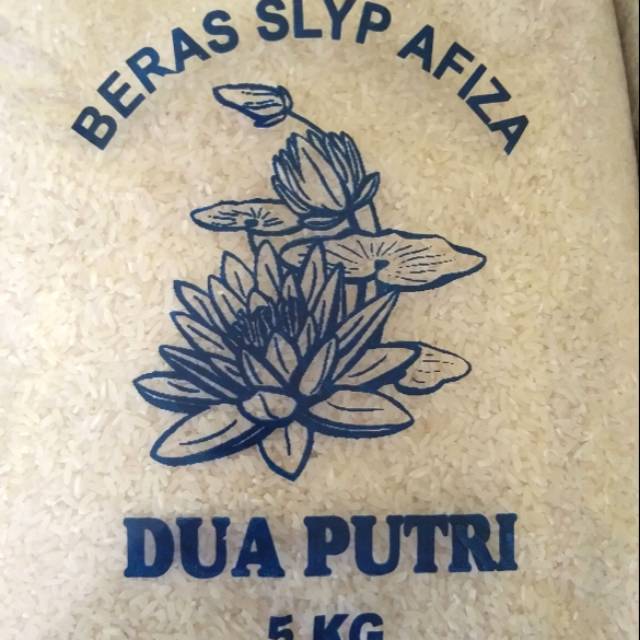 BERAS SLYP AFIZA
DUA PUTRI
5 KG